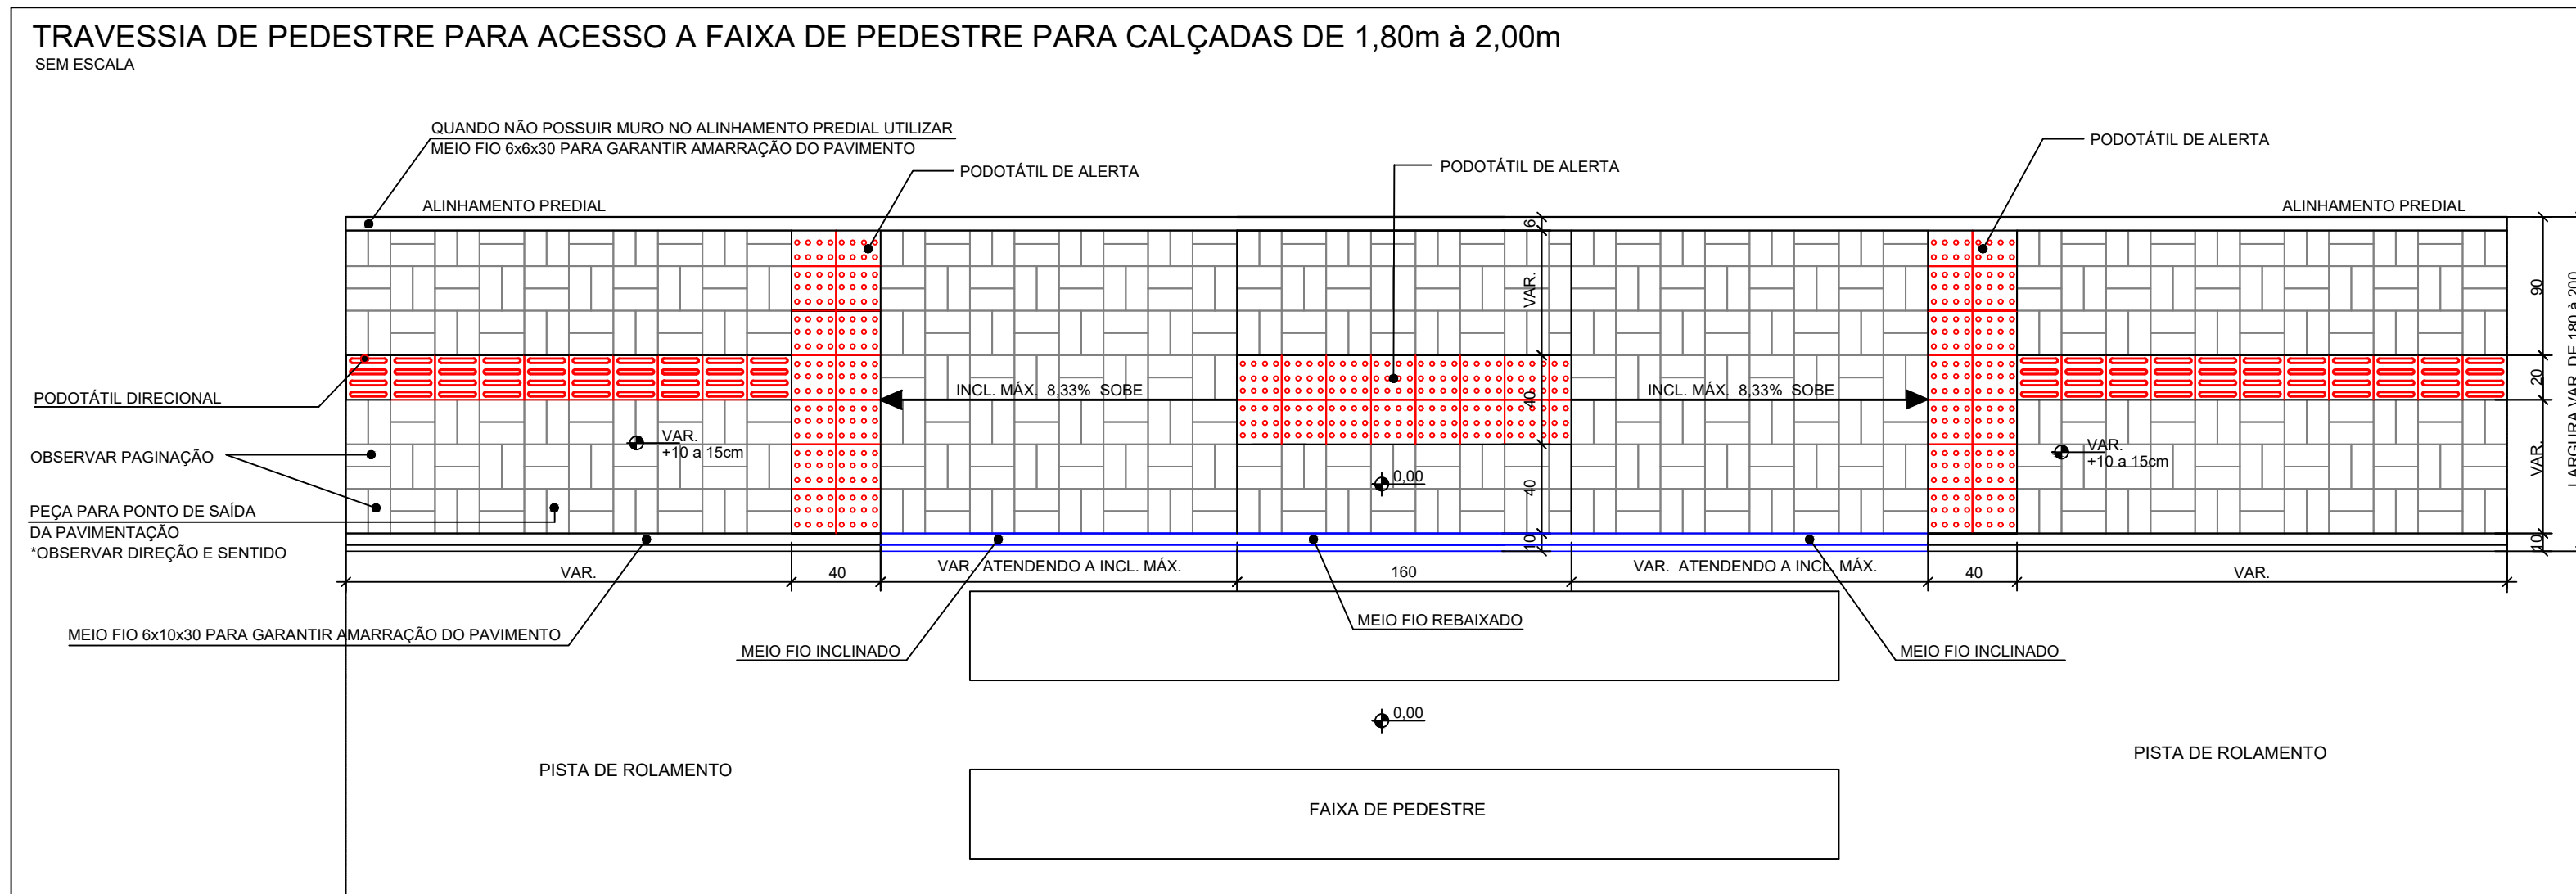 TRAVESSIA DE PEDESTRE PARA ACESSO A FAIXA DE PEDESTRE PARA CALÇADAS DE 1,80m à 2,00m
SEM ESCALA
QUANDO NÃO POSSUIR MURO NO ALINHAMENTO PREDIAL UTILIZAR
MEIO FIO 6x6x30 PARA GARANTIR AMARRAÇÃO DO PAVIMENTO
PODOTÁTIL DE ALERTA
PODOTÁTIL DE ALERTA
PODOTÁTIL DE ALERTA
ALINHAMENTO PREDIAL
ALINHAMENTO PREDIAL
6
VAR.
40
40
10
90
20
VAR.
10
LARGURA VAR. DE 180 à 200
PODOTÁTIL DIRECIONAL
INCL. MÁX. 8,33% SOBE
INCL. MÁX. 8,33% SOBE
VAR.
+10 a 15cm
VAR.
+10 a 15cm
OBSERVAR PAGINAÇÃO
0,00
PEÇA PARA PONTO DE SAÍDA
DA PAVIMENTAÇÃO
*OBSERVAR DIREÇÃO E SENTIDO
VAR.
40
VAR. ATENDENDO A INCL. MÁX.
160
VAR. ATENDENDO A INCL. MÁX.
40
VAR.
MEIO FIO 6x10x30 PARA GARANTIR AMARRAÇÃO DO PAVIMENTO
MEIO FIO INCLINADO
MEIO FIO REBAIXADO
MEIO FIO INCLINADO
0,00
PISTA DE ROLAMENTO
PISTA DE ROLAMENTO
FAIXA DE PEDESTRE